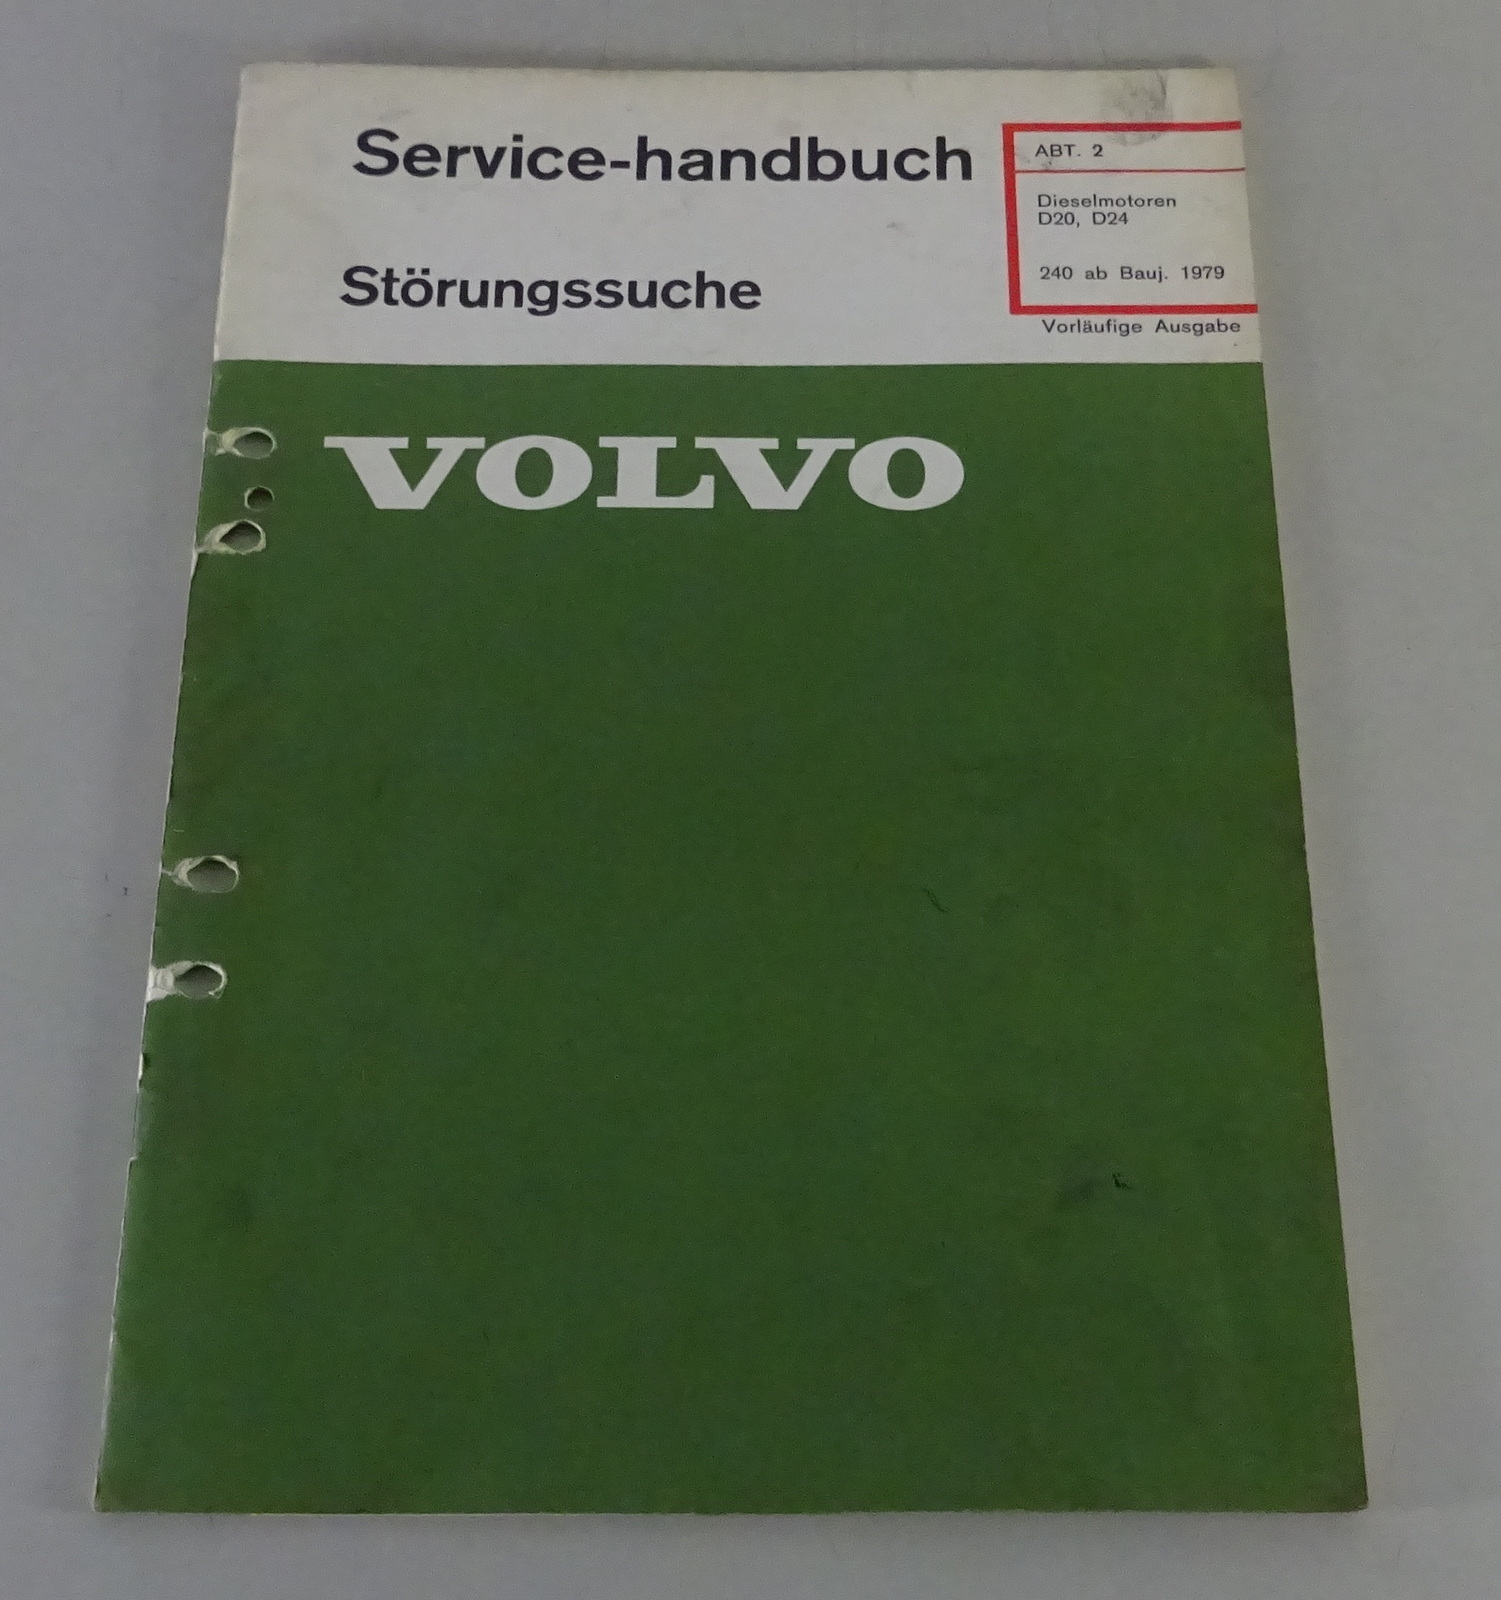 Service-handbuch
Störungssuche
ABT. 2
Dieselmotoren
D20, D24
240 ab Bauj. 1979
Vorläufige Ausgabe
VOLVO